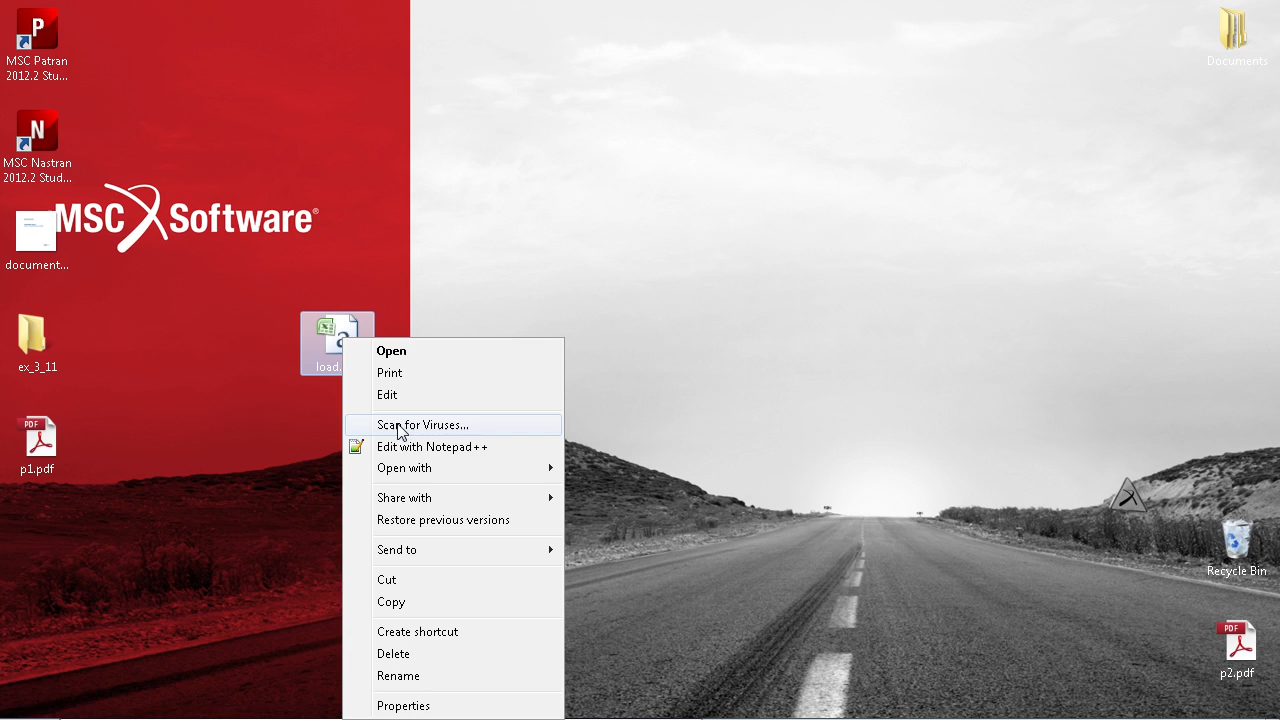 P
MSC Patran
2012.2 Stu...
N
MSC Nastran
2012.2 Stud...
MSC Software®
document...
ex_3_11
PDF
p1.pdf
a
load.
Open
Print
Edit
Scan for Viruses...
Edit with Notepad++
Open with
Share with
Restore previous versions
Send to
Cut
Copy
Create shortcut
Delete
Rename
Properties
Documents
Recycle Bin
PDF
p2.pdf